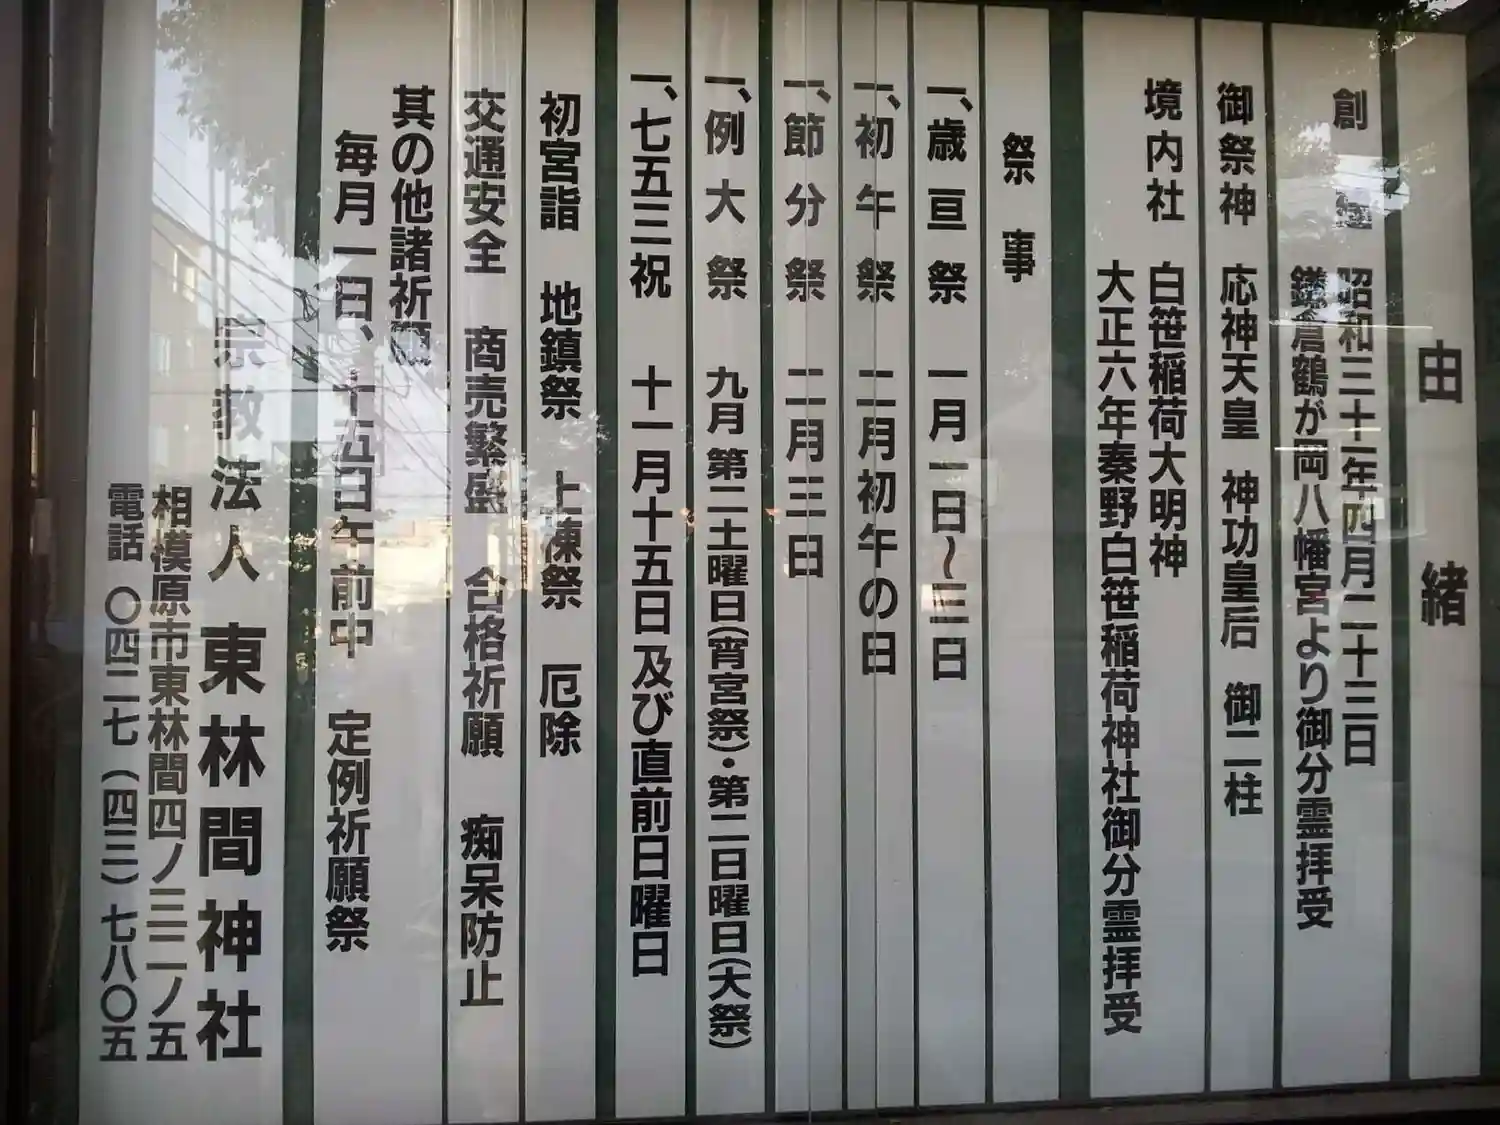 由緒
創建 昭和三十一年四月二十三日
鎌倉鶴が岡八幡宮より御分霊拝受
御祭神 応神天皇 神功皇后 御二柱
境内社 白笹稲荷大明神
大正六年秦野白笹稲荷神社御分霊拝受
祭事
一、歳亘祭 一月一日～三日
一、初午祭 二月初午の日
一、節分祭 二月三日
一、例大祭 九月第二土曜日(宵宮祭)・第二日曜日(大祭)
一、七五三祝 十一月十五日及び直前日曜日
初宮詣 地鎮祭 上棟祭 厄除
交通安全 商売繁盛 合格祈願 痴呆防止
其の他諸祈願
毎月一日、十五日午前中 定例祈願祭
宗教法人 東林間神社
相模原市東林間四ノ三二ノ五
電話 〇四二七(四三)七八〇五